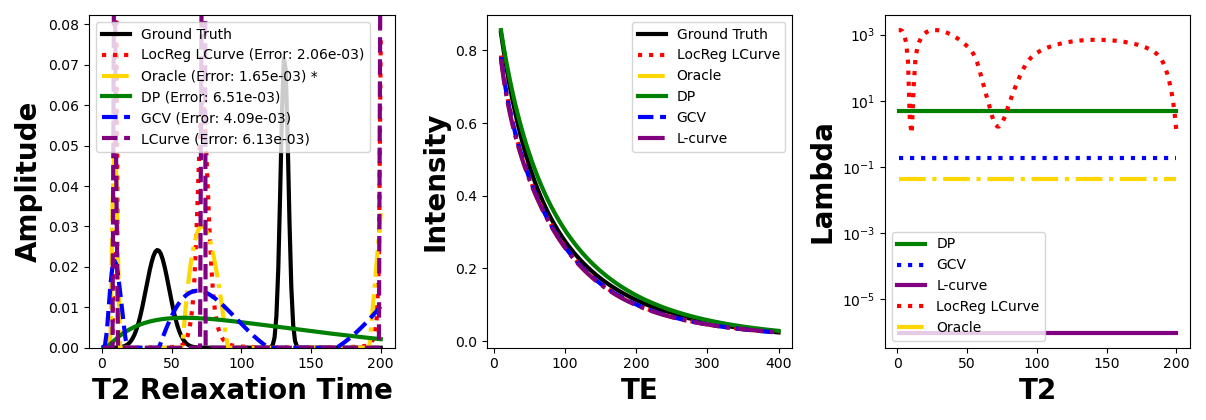 Amplitude
0.08
0.07
0.06
0.05
0.04
0.03
0.02
0.01
0.00
0 50 100 150 200
T2 Relaxation Time
Ground Truth
LocReg LCurve (Error: 2.06e-03)
Oracle (Error: 1.65e-03) *
DP (Error: 6.51e-03)
GCV (Error: 4.09e-03)
LCurve (Error: 6.13e-03)
Intensity
0.8
0.6
0.4
0.2
0.0
0 100 200 300 400
TE
Ground Truth
LocReg LCurve
Oracle
DP
GCV
L-curve
Lambda
10³
10¹
10⁻¹
10⁻³
10⁻⁵
0 50 100 150 200
T2
DP
GCV
L-curve
LocReg LCurve
Oracle